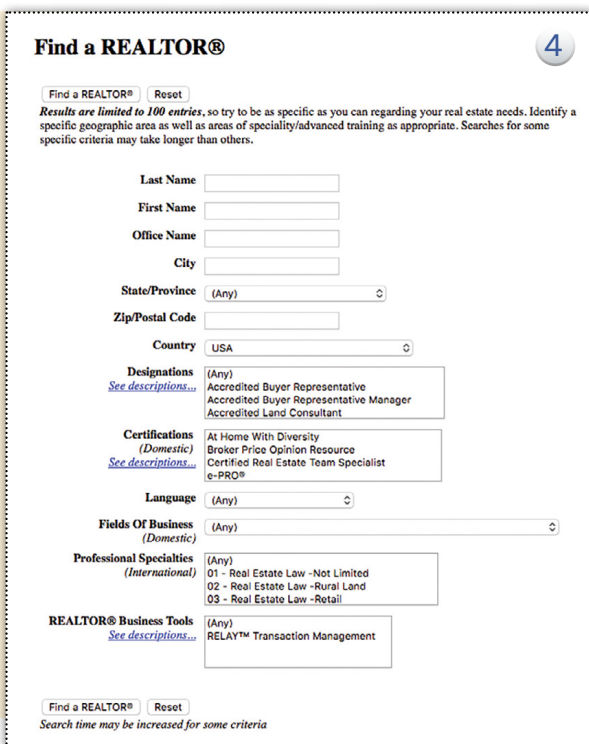 Find a REALTOR®
4
Find a REALTOR® Reset
Results are limited to 100 entries, so try to be as specific as you can regarding your real estate needs. Identify a
specific geographic area as well as areas of speciality/advanced training as appropriate. Searches for some
specific criteria may take longer than others.
Last Name
First Name
Office Name
City
State/Province (Any)
Zip/Postal Code
Country USA
Designations (Any)
See descriptions... Accredited Buyer Representative
Accredited Buyer Representative Manager
Accredited Land Consultant
Certifications At Home With Diversity
(Domestic) Broker Price Opinion Resource
See descriptions... Certified Real Estate Team Specialist
e-PRO®
Language (Any)
Fields Of Business (Any)
(Domestic)
Professional Specialties (Any)
(International) 01 - Real Estate Law -Not Limited
02 - Real Estate Law -Rural Land
03 - Real Estate Law -Retail
REALTOR® Business Tools (Any)
See descriptions... RELAY™ Transaction Management
Find a REALTOR® Reset
Search time may be increased for some criteria